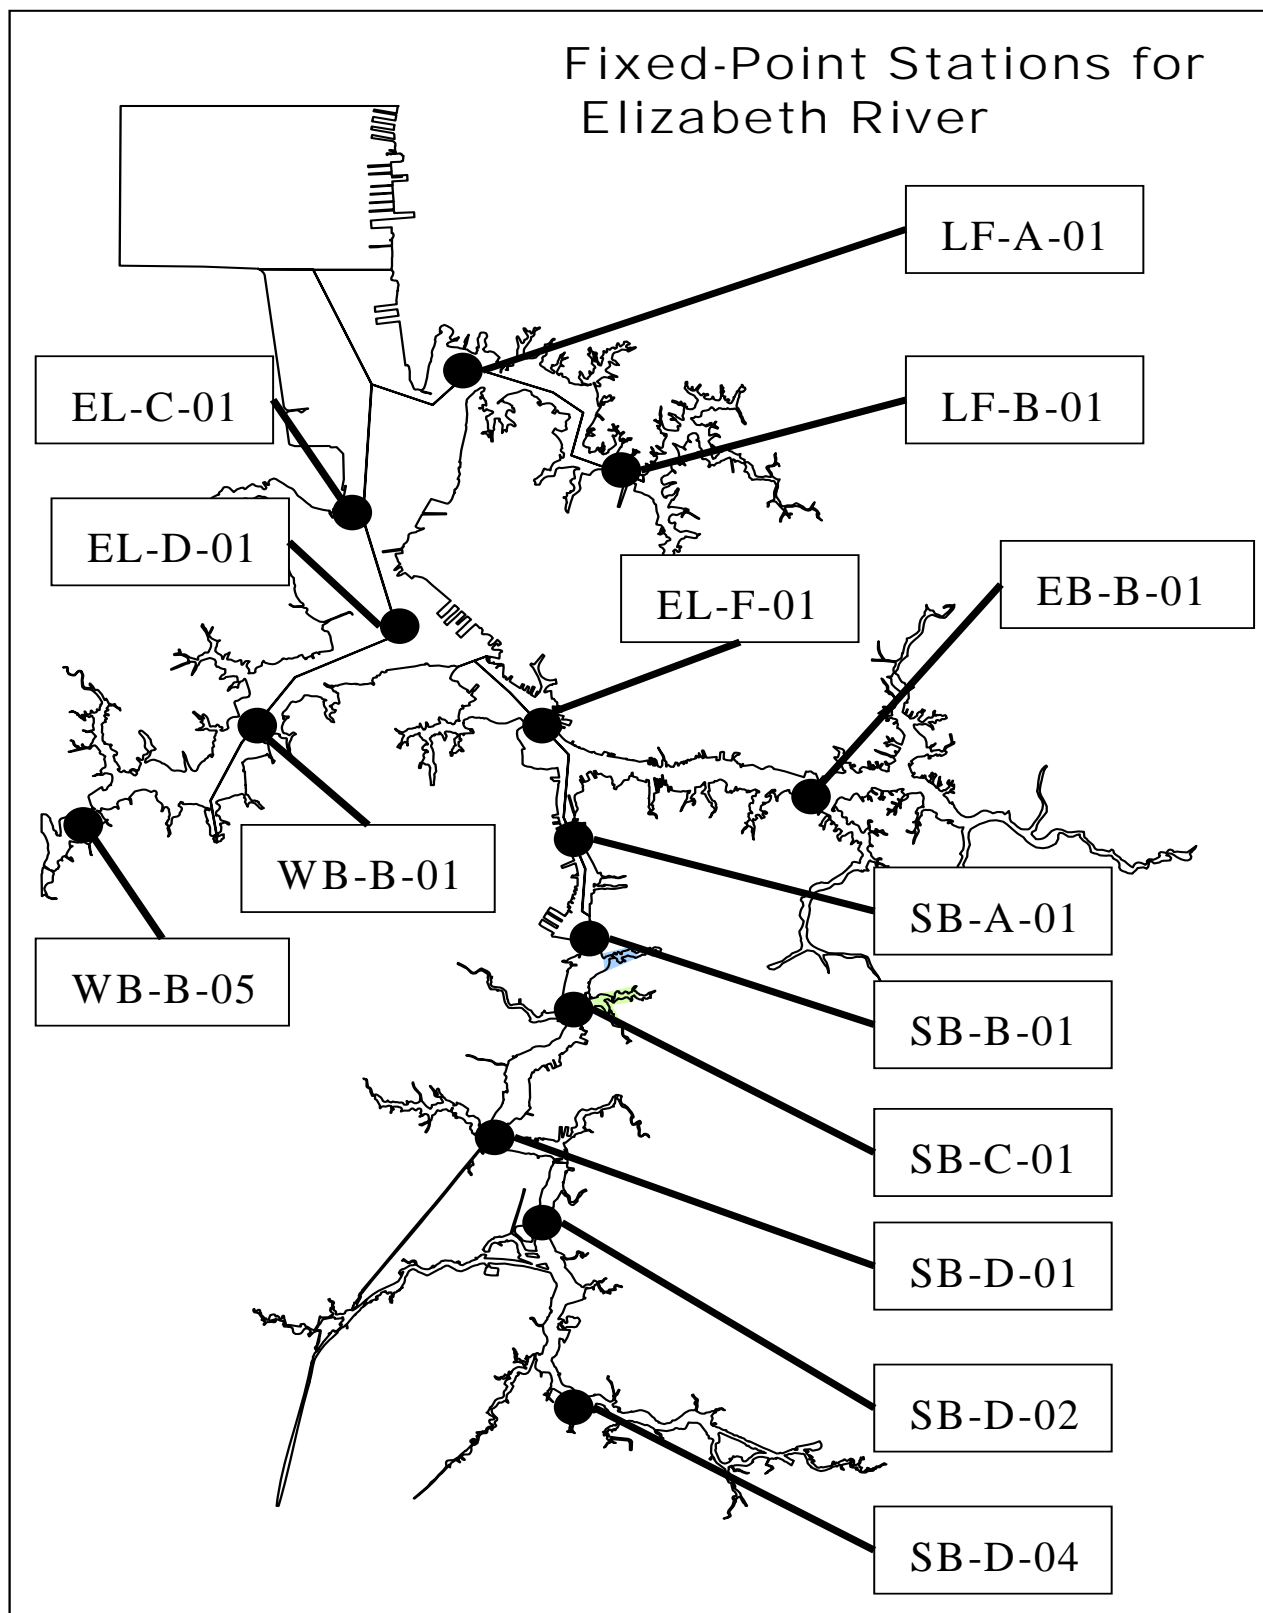 Fixed-Point Stations for
Elizabeth River
LF-A-01
EL-C-01
LF-B-01
EL-D-01
EL-F-01
EB-B-01
WB-B-01
SB-A-01
WB-B-05
SB-B-01
SB-C-01
SB-D-01
SB-D-02
SB-D-04